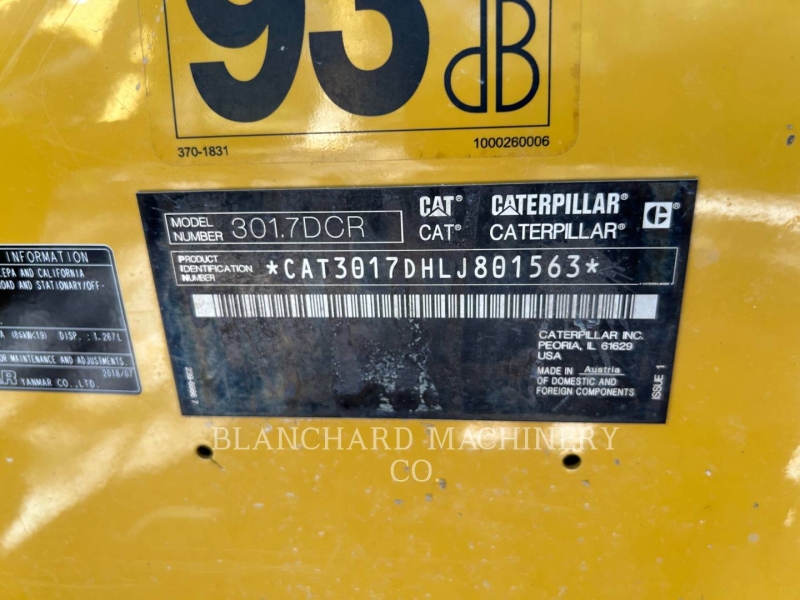 93 dB
370-1831 1000260006
MODEL NUMBER 301.7DCR
CAT® CATERPILLAR®
CAT® CATERPILLAR®
PRODUCT IDENTIFICATION NUMBER *CAT3017DHLJ801563*
CATERPILLAR INC.
PEORIA, IL 61629
USA
MADE IN Austria
OF DOMESTIC AND
FOREIGN COMPONENTS
ISSUE 1
INFORMATION
EPA AND CALIFORNIA
AND STATIONARY/OFF-
DISP. : 1.267L
FOR MAINTENANCE AND ADJUSTMENTS
2018/07
YANMAR CO.,LTD.
BLANCHARD MACHINERY
CO.